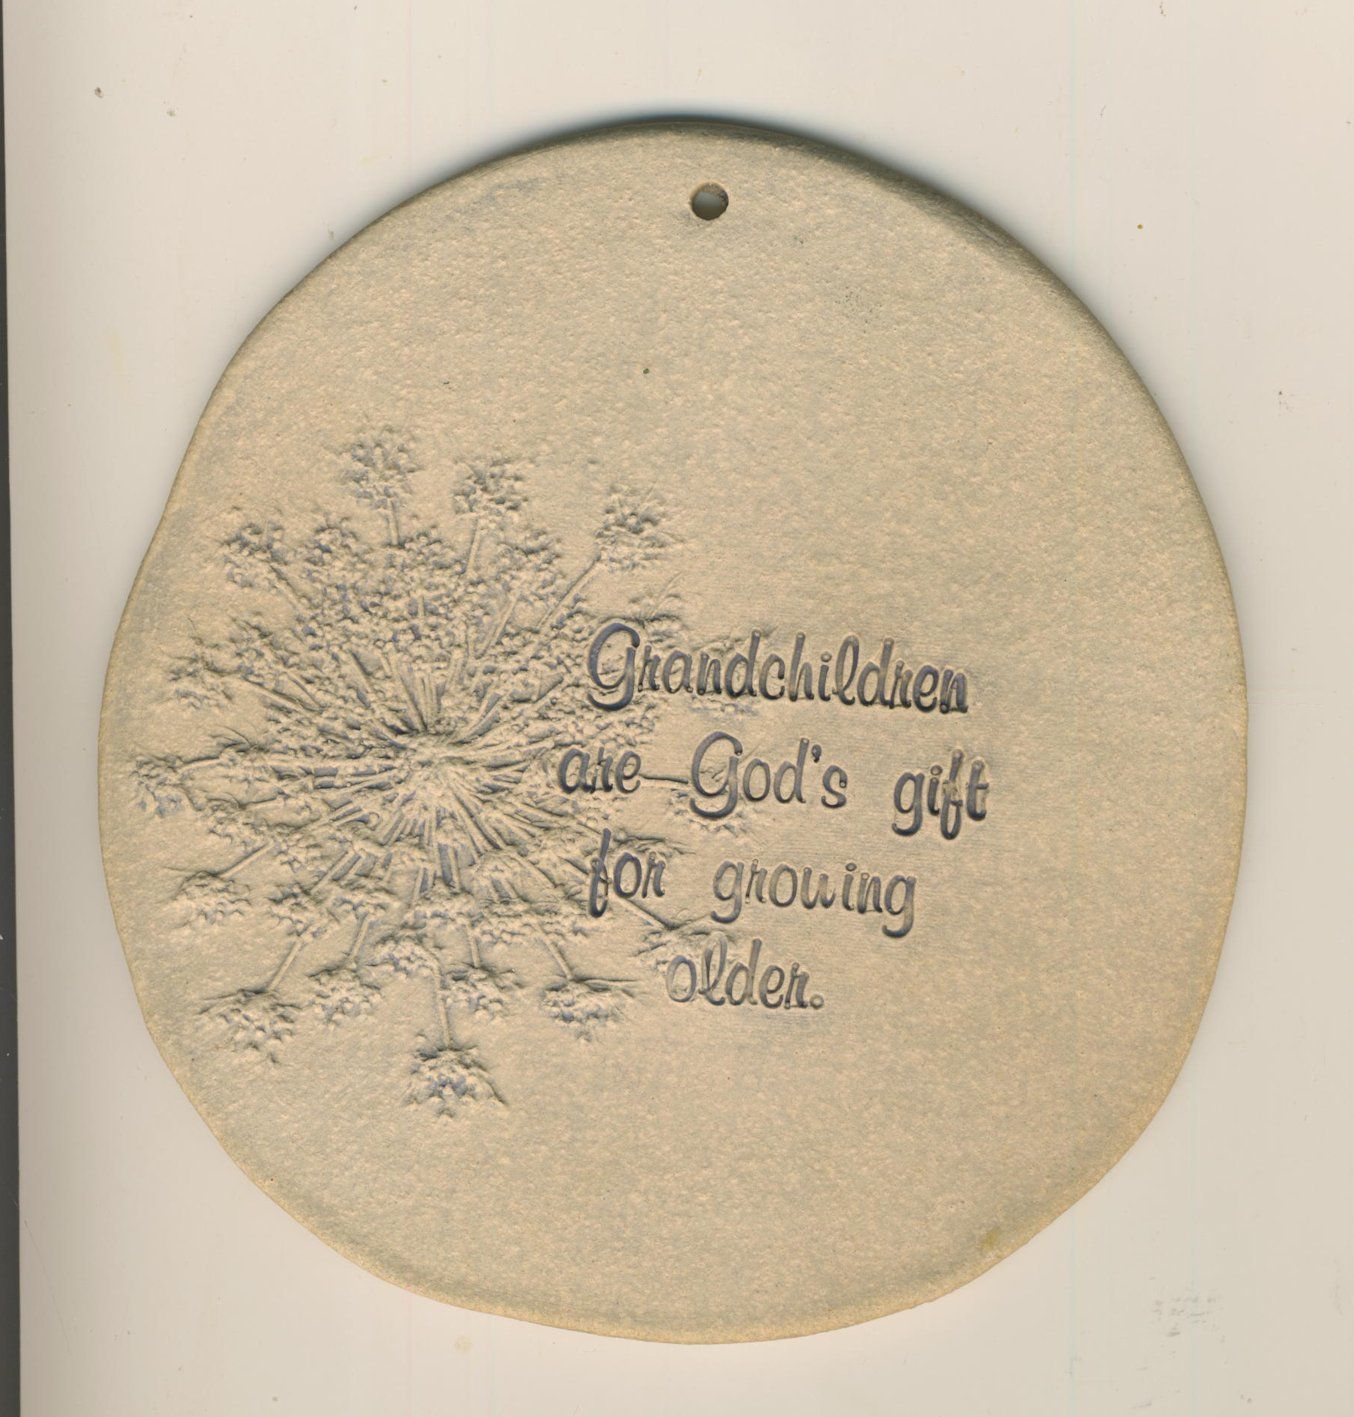 Grandchildren
are God's gift
for growing
older.